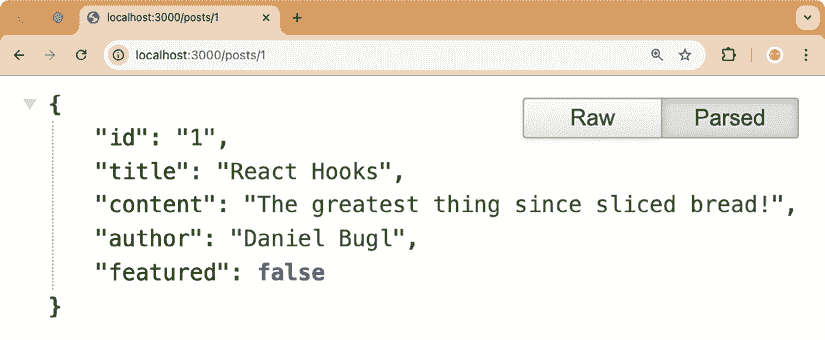 localhost:3000/posts/1
localhost:3000/posts/1
{
Raw Parsed
"id": "1",
"title": "React Hooks",
"content": "The greatest thing since sliced bread!",
"author": "Daniel Bugl",
"featured": false
}